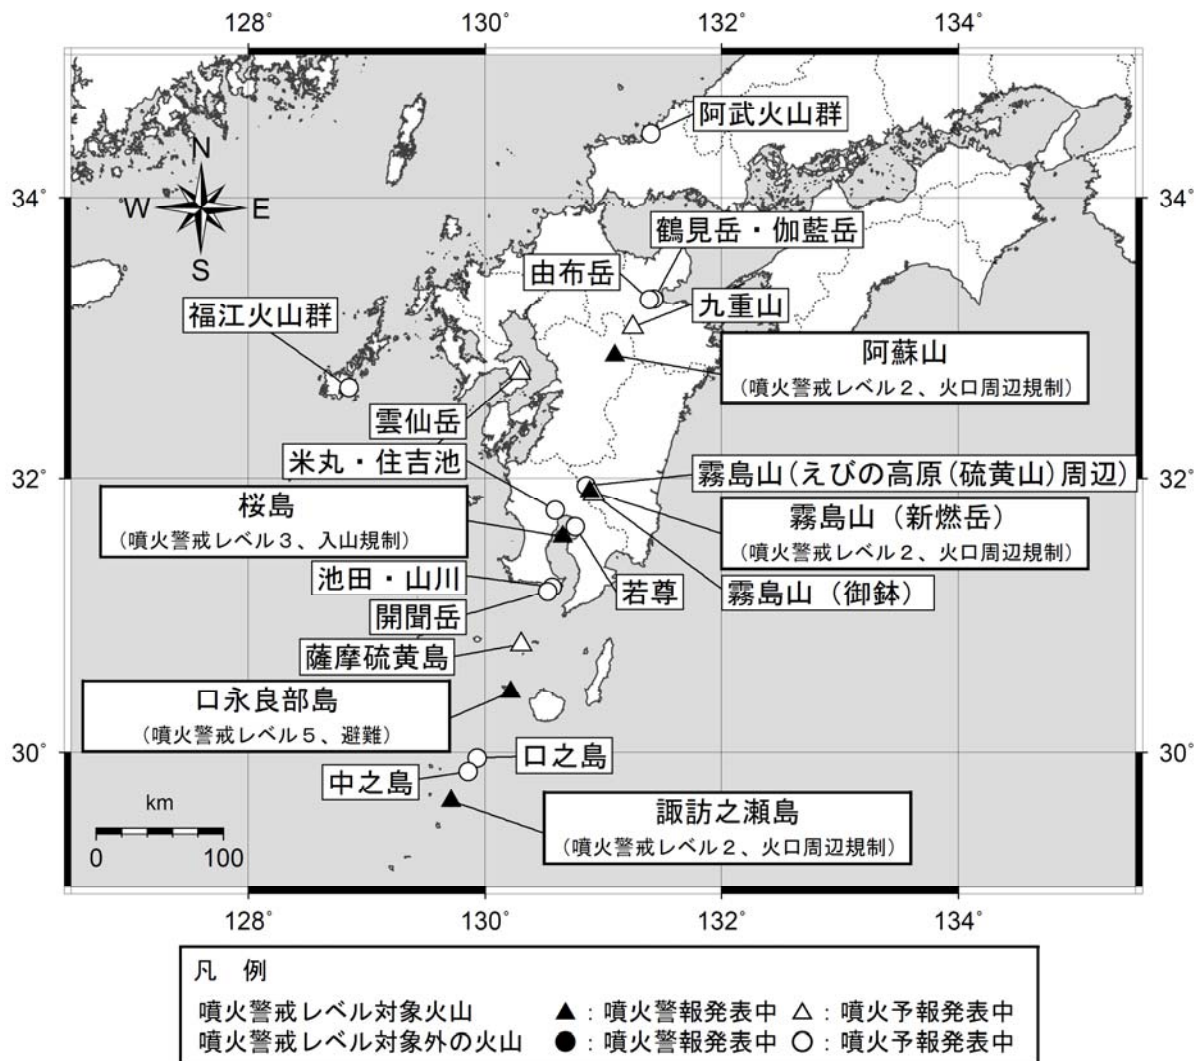 128° 130° 132° 134°
阿武火山群
N
34° 34°
W E
鶴見岳・伽藍岳
S
由布岳
九重山
福江火山群
阿蘇山
(噴火警戒レベル2、火口周辺規制)
雲仙岳
米丸・住吉池
霧島山(えびの高原(硫黄山)周辺)
32° 32°
桜島
(噴火警戒レベル3、入山規制)
霧島山(新燃岳)
(噴火警戒レベル2、火口周辺規制)
池田・山川
若尊
霧島山(御鉢)
開聞岳
薩摩硫黄島
口永良部島
(噴火警戒レベル5、避難)
30° 30°
口之島
中之島
km
0 100
諏訪之瀬島
(噴火警戒レベル2、火口周辺規制)
128° 130° 132° 134°
凡 例
噴火警戒レベル対象火山 ▲:噴火警報発表中 △:噴火予報発表中
噴火警戒レベル対象外の火山 ●:噴火警報発表中 ○:噴火予報発表中